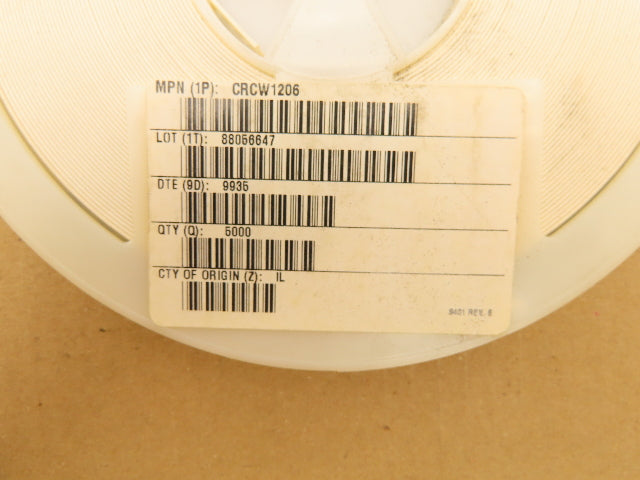 MPN (1P): CRCW1206
LOT (1T): 88056647
DTE (9D): 9935
QTY (Q): 5000
CTY OF ORIGIN (Z): IL
9401 REV. 6